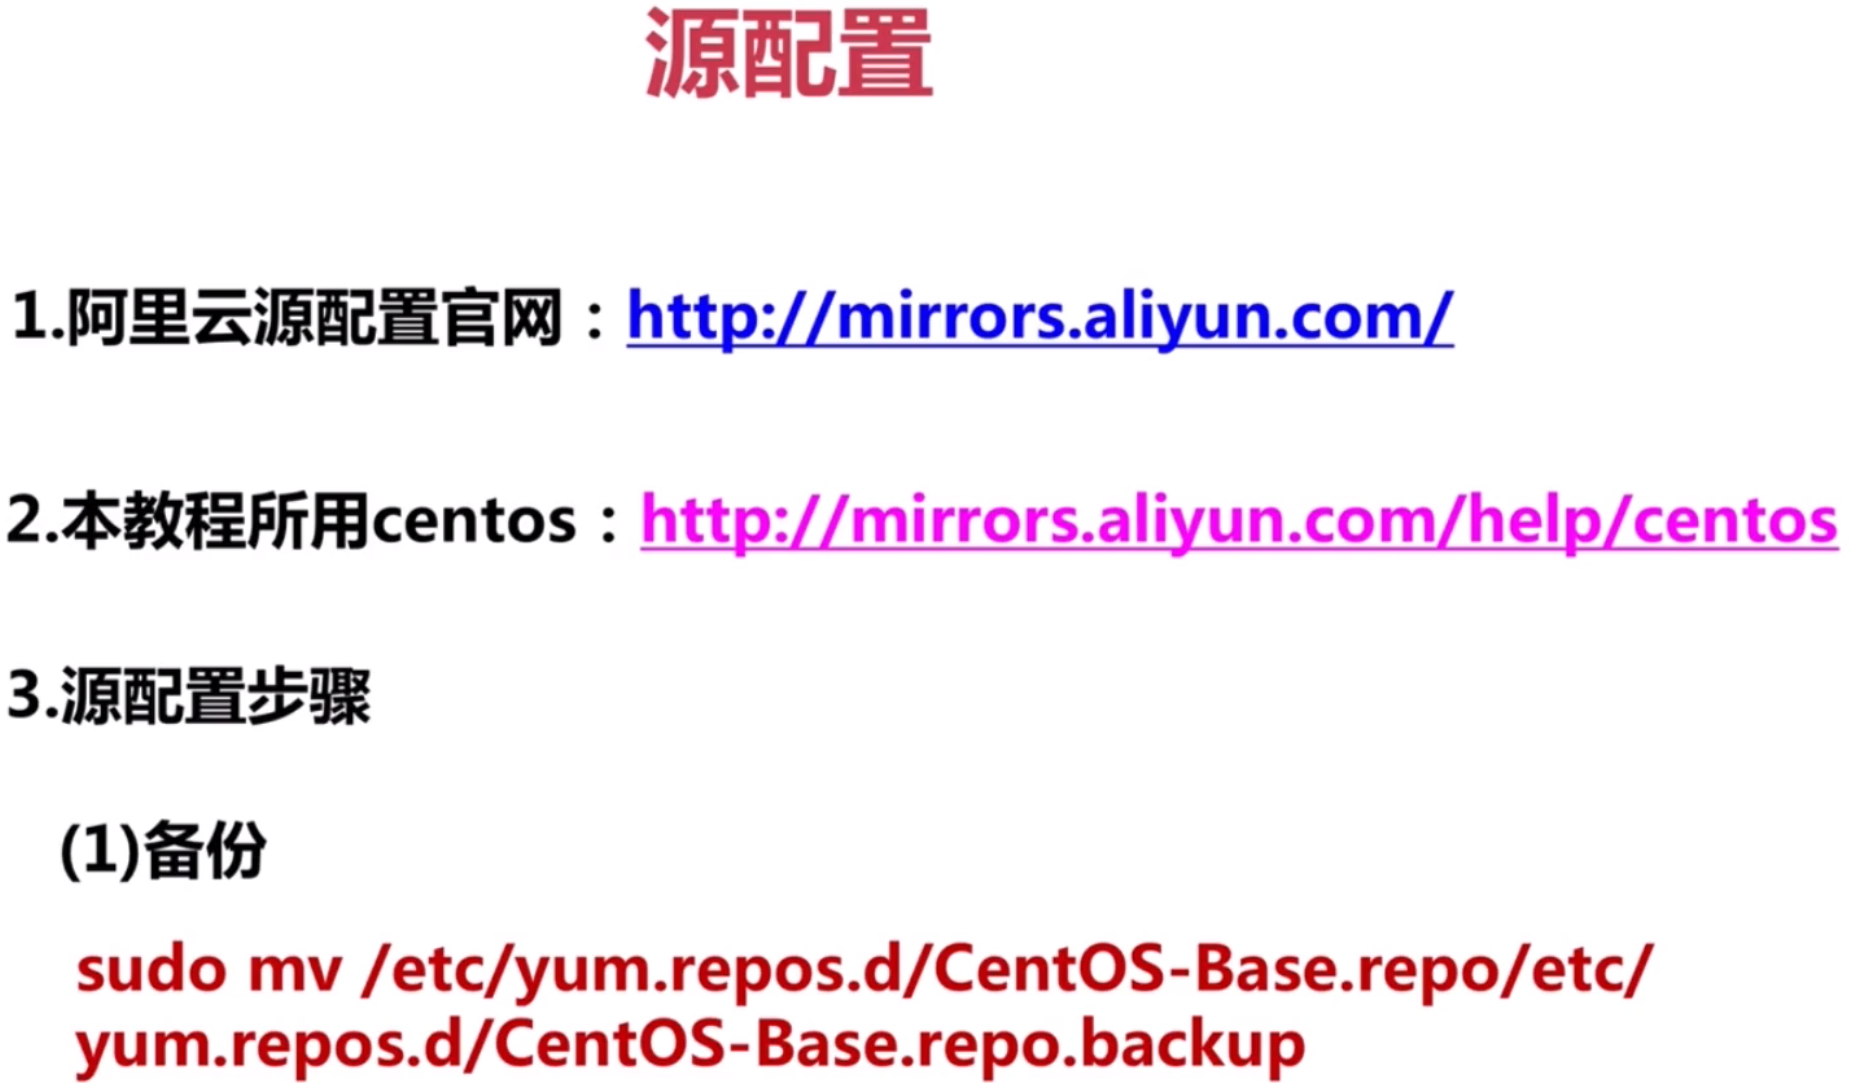 源配置
1.阿里云源配置官网：http://mirrors.aliyun.com/
2.本教程所用centos：http://mirrors.aliyun.com/help/centos
3.源配置步骤
(1)备份
sudo mv /etc/yum.repos.d/CentOS-Base.repo/etc/
yum.repos.d/CentOS-Base.repo.backup